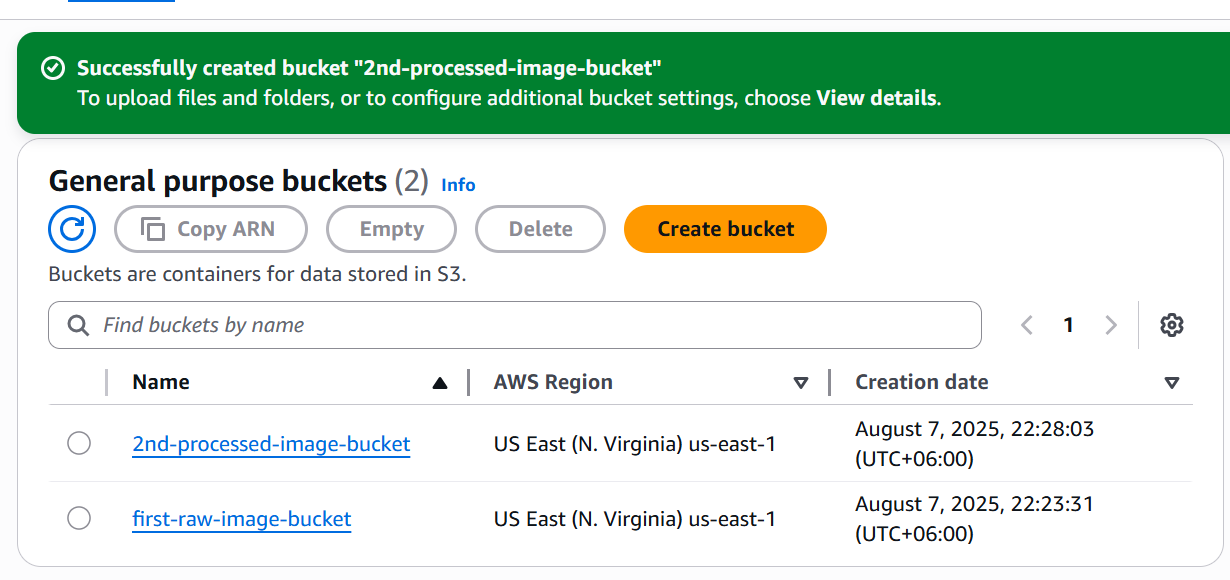 Successfully created bucket "2nd-processed-image-bucket"
To upload files and folders, or to configure additional bucket settings, choose View details.
General purpose buckets (2) Info
Copy ARN Empty Delete Create bucket
Buckets are containers for data stored in S3.
Find buckets by name 1
Name AWS Region Creation date
2nd-processed-image-bucket US East (N. Virginia) us-east-1 August 7, 2025, 22:28:03
(UTC+06:00)
first-raw-image-bucket US East (N. Virginia) us-east-1 August 7, 2025, 22:23:31
(UTC+06:00)